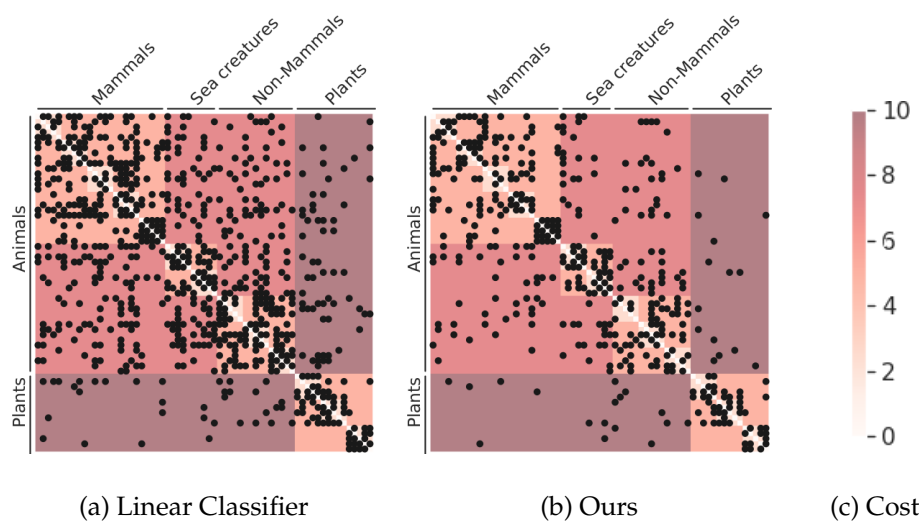 Mammals
Sea creatures
Non-Mammals
Plants
Animals
Plants
(a) Linear Classifier
Mammals
Sea creatures
Non-Mammals
Plants
Animals
Plants
(b) Ours
10
8
6
4
2
0
(c) Cost